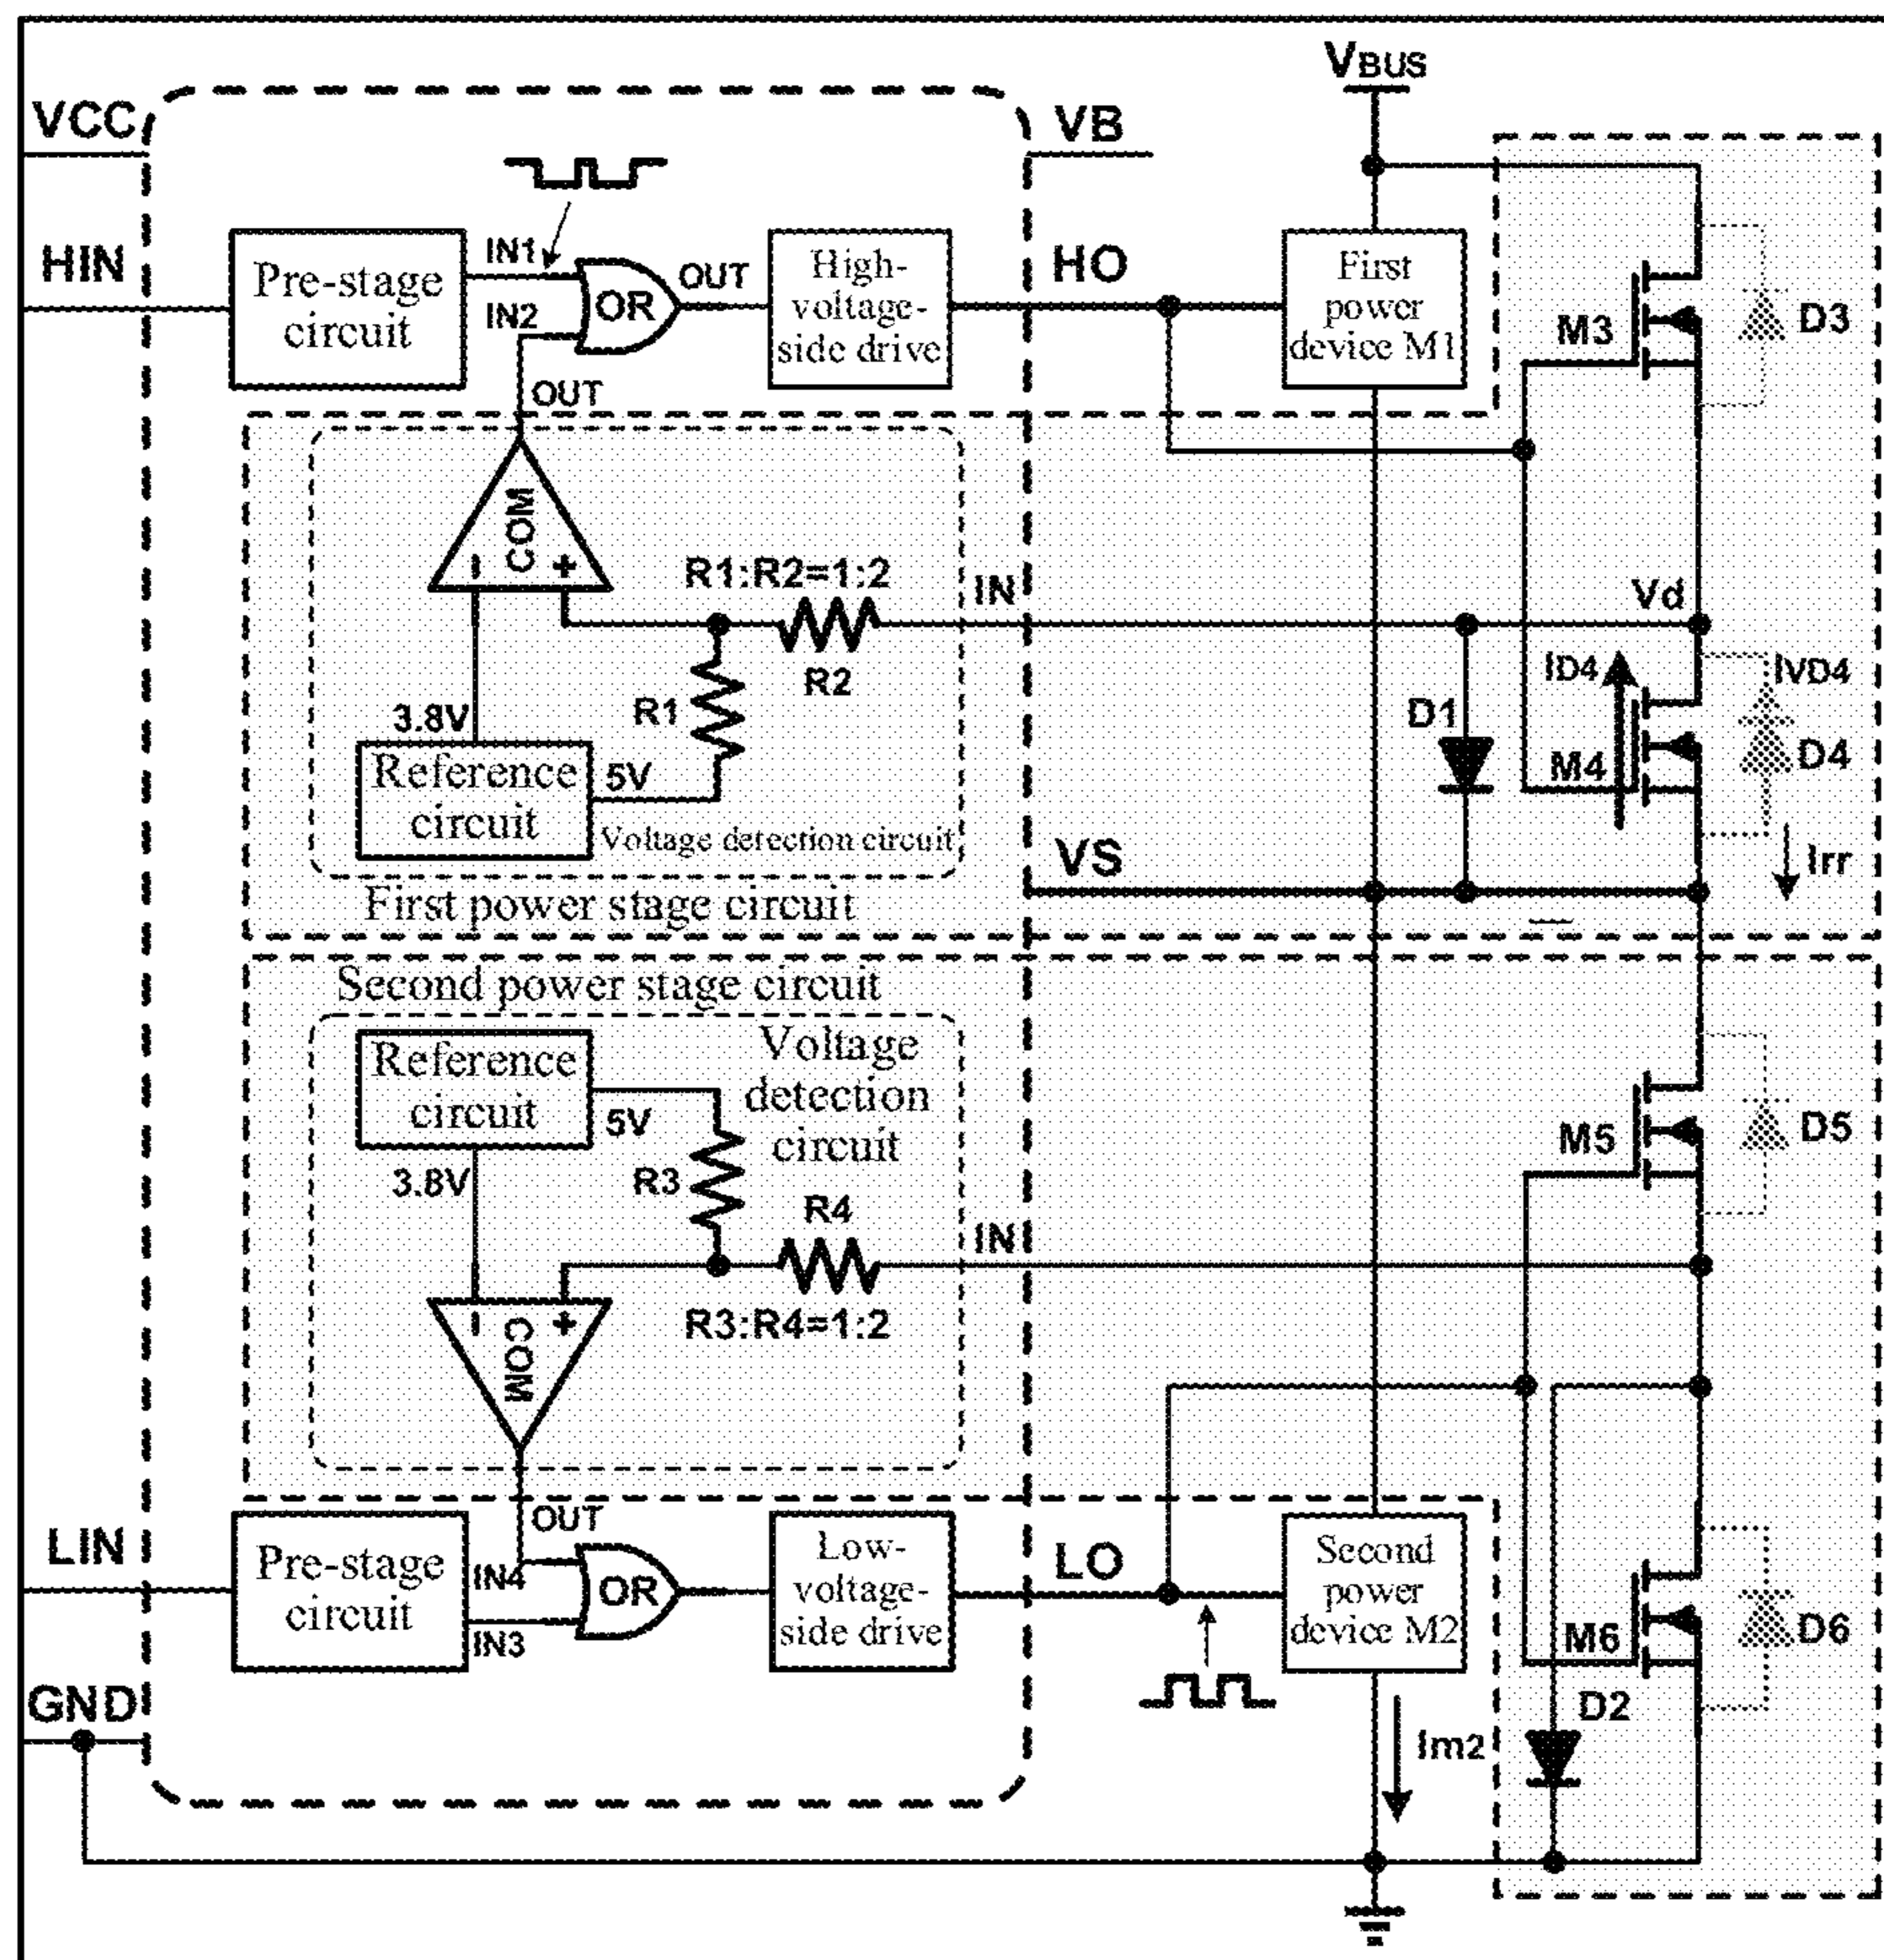 VBUS
VCC
VB
HIN
Pre-stage
circuit
IN1
IN2
OR
OUT
High-
voltage-
side drive
HO
First
power
device M1
M3
D3
OUT
COM
-
+
R1:R2=1:2
IN
Vd
R2
R1
3.8V
Reference
circuit
5V
Voltage detection circuit
First power stage circuit
D1
ID4
IVD4
M4
D4
VS
Irr
Second power stage circuit
Reference
circuit
Voltage
detection
circuit
5V
3.8V
R3
R4
IN
R3:R4=1:2
-
+
COM
M5
D5
OUT
LIN
Pre-stage
circuit
IN4
IN3
OR
Low-
voltage-
side drive
LO
Second
power
device M2
M6
D6
GND
D2
Im2